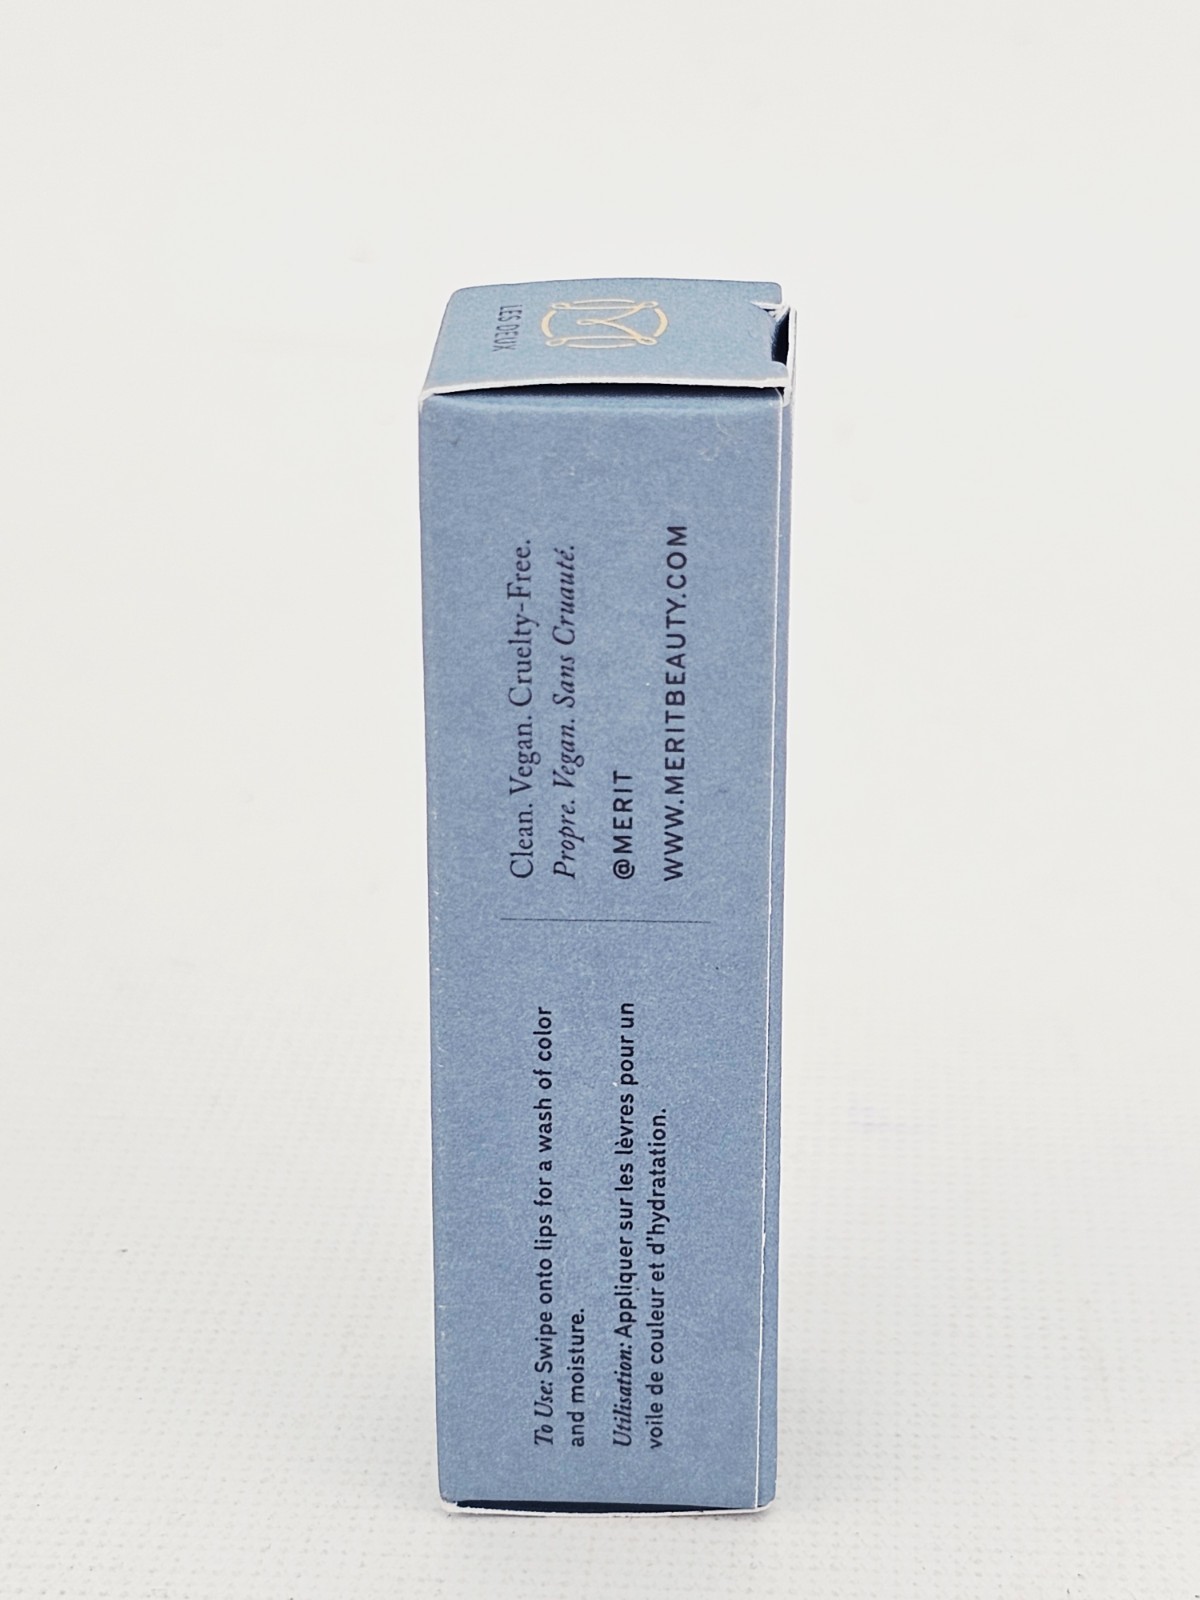 LES DEUX
Clean. Vegan. Cruelty-Free.
Propre. Vegan. Sans Cruauté.
@MERIT
WWW.MERITBEAUTY.COM
To Use: Swipe onto lips for a wash of color
and moisture.
Utilisation: Appliquer sur les lèvres pour un
voile de couleur et d'hydratation.